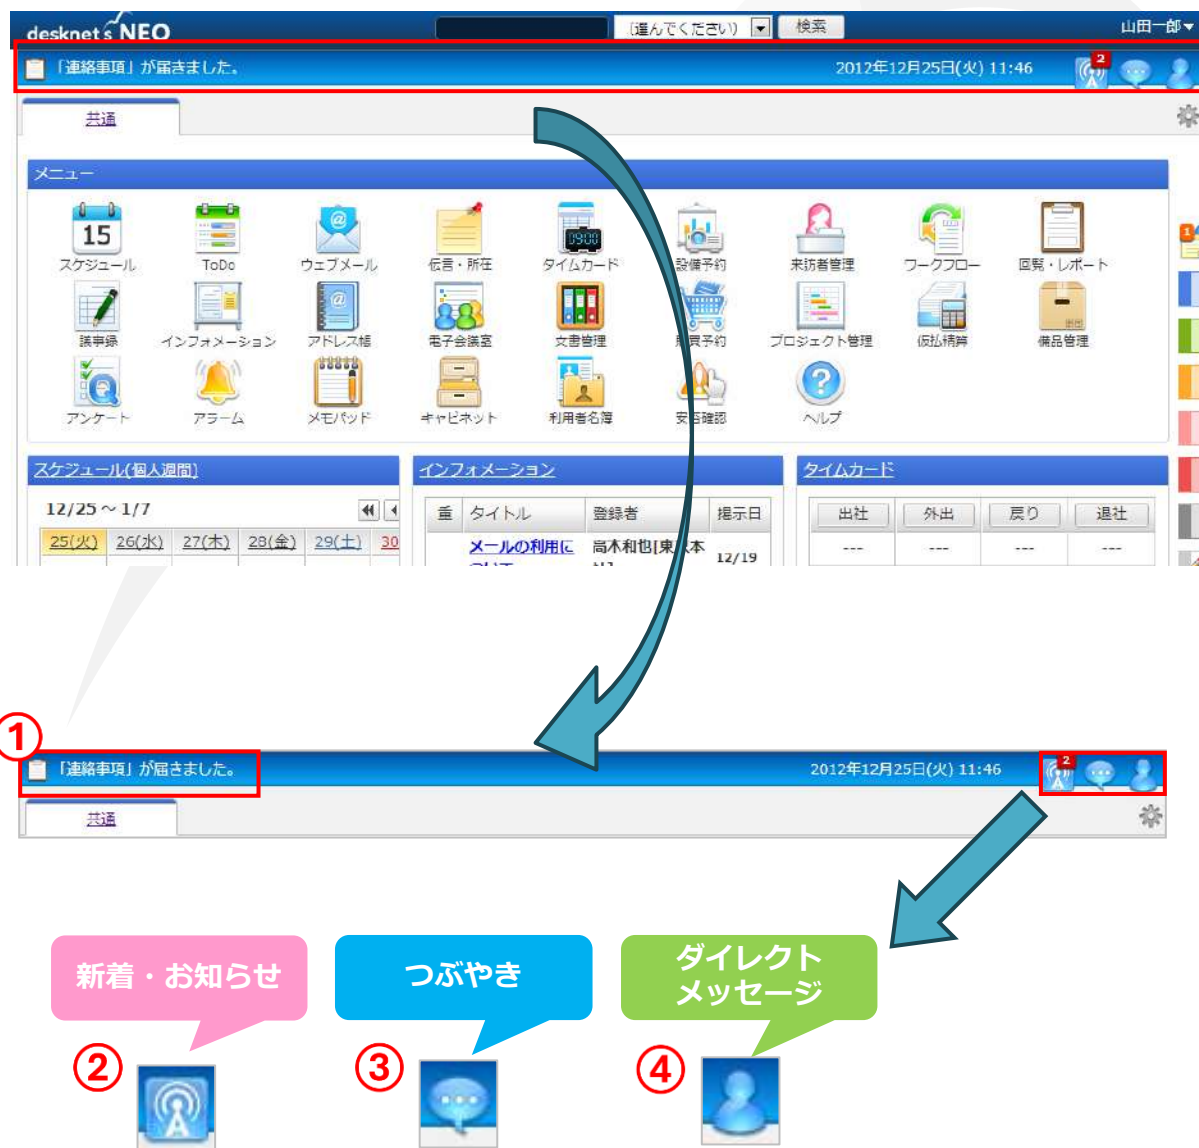 desknet's NEO
(選んでください) 検索 山田一郎
「連絡事項」が届きました。 2012年12月25日(火) 11:46 2
共通
メニュー
15 @ 0900
スケジュール ToDo ウェブメール 伝言・所在 タイムカード 設備予約 来訪者管理 ワークフロー 回覧・レポート
1
@
議事録 インフォメーション アドレス帳 電子会議室 文書管理 購買予約 プロジェクト管理 仮払精算 備品管理
?
アンケート アラーム メモパッド キャビネット 利用者名簿 安否確認 ヘルプ
スケジュール(個人週間) インフォメーション タイムカード
12/25 ~ 1/7 重 タイトル 登録者 掲示日 出社 外出 戻り 退社
25(火) 26(水) 27(木) 28(金) 29(土) 30
メールの利用に 高木和也[東 本 12/19 --- --- --- ---
①
「連絡事項」が届きました。 2012年12月25日(火) 11:46 2
共通
新着・お知らせ つぶやき ダイレクト
メッセージ
② ③ ④